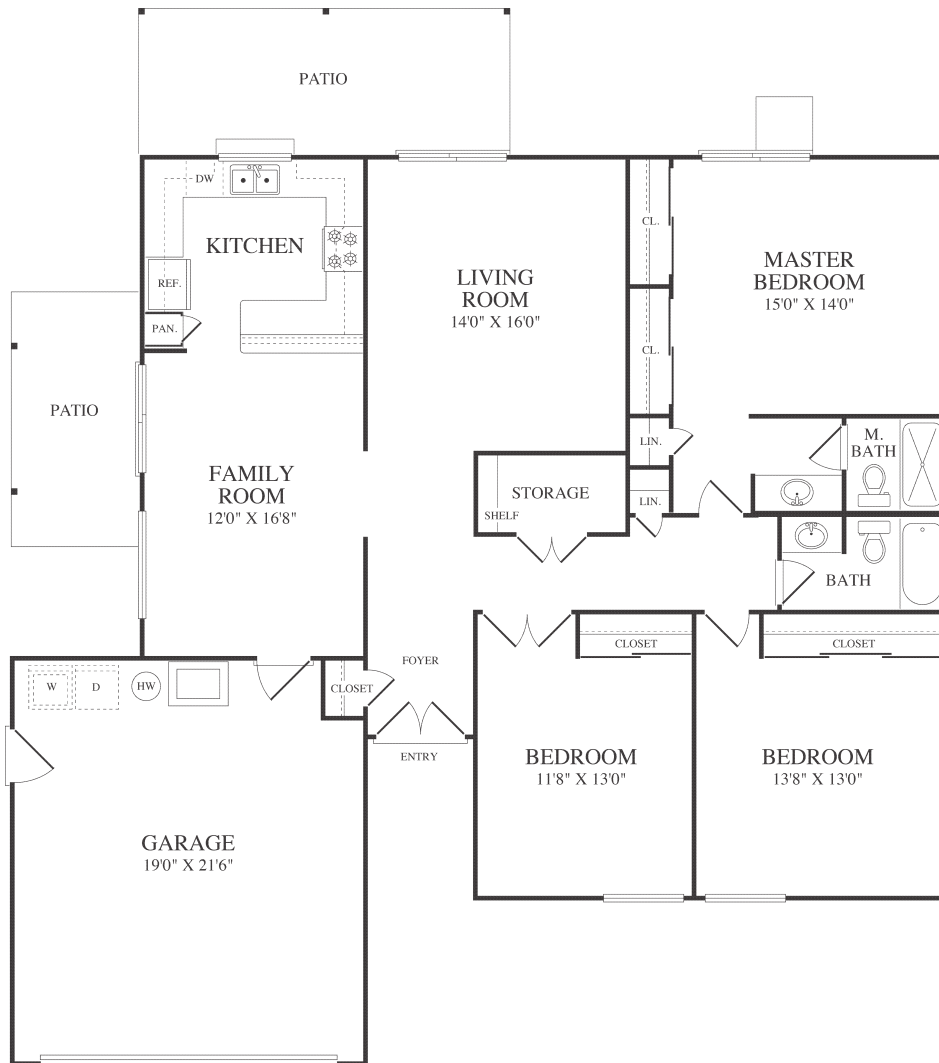 PATIO
DW
KITCHEN
REF.
PAN.
LIVING
ROOM
14'0" X 16'0"
CL.
CL.
MASTER
BEDROOM
15'0" X 14'0"
PATIO
FAMILY
ROOM
12'0" X 16'8"
LIN.
M.
BATH
STORAGE
SHELF
LIN.
BATH
W
D
HW
CLOSET
FOYER
CLOSET
CLOSET
ENTRY
BEDROOM
11'8" X 13'0"
BEDROOM
13'8" X 13'0"
GARAGE
19'0" X 21'6"